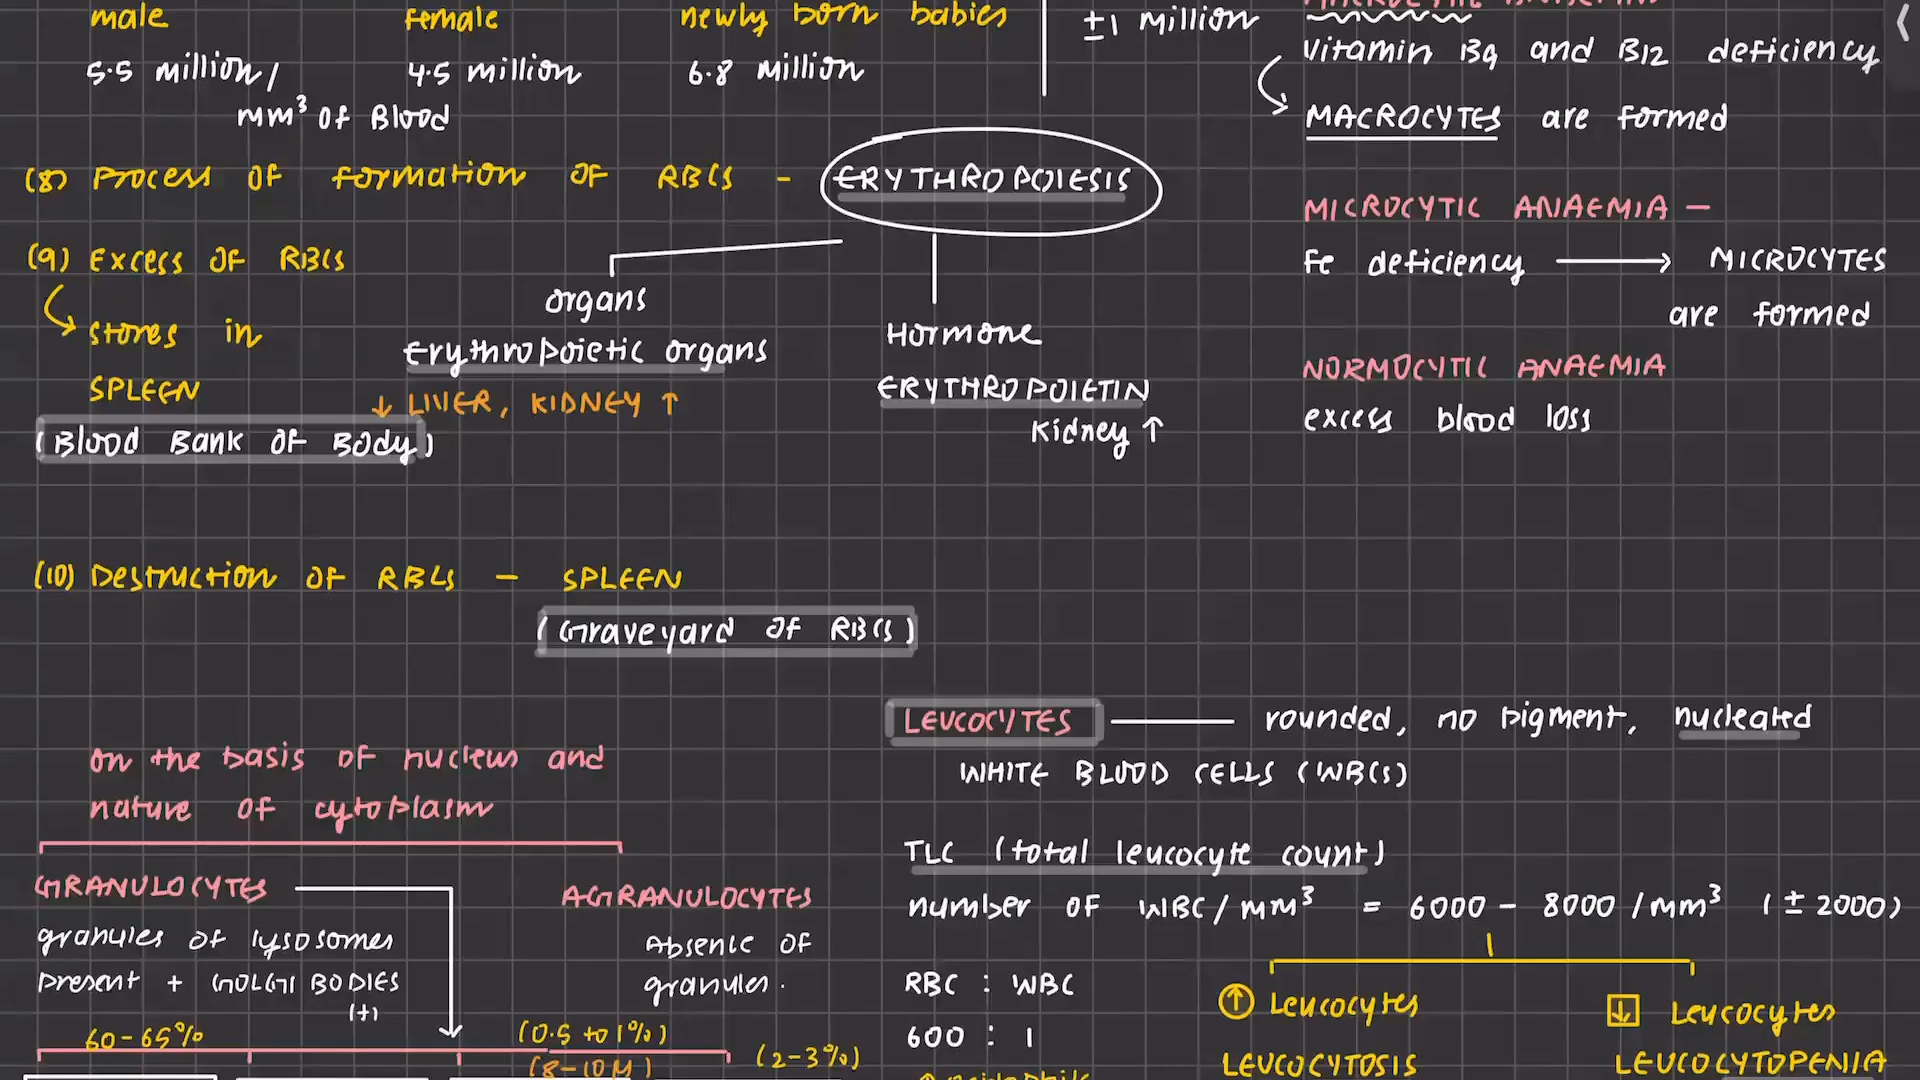 male female newly born babies
5.5 million/ 4.5 million 6.8 million
mm³ of Blood
±1 million
Vitamin B9 and B12 deficiency
MACROCYTES are formed
(8) Process of formation of RBCs - ERYTHROPOIESIS
organs
Erythropoietic organs
↓ LIVER, KIDNEY ↑
Hormone
ERYTHROPOIETIN
Kidney ↑
(9) Excess of RBCs
stores in
SPLEEN
(Blood Bank of Body)
MICROCYTIC ANAEMIA -
Fe deficiency → MICROCYTES
are formed
NORMOCYTIC ANAEMIA
excess blood loss
(10) Destruction of RBCs - SPLEEN
(Graveyard of RBCs)
LEUCOCYTES — rounded, no pigment, nucleated
WHITE BLOOD CELLS (WBCs)
TLC (total leucocyte count)
number of WBC/mm³ = 6000 - 8000 /mm³ (±2000)
RBC : WBC
600 : 1
↑ Leucocytes
LEUCOCYTOSIS
↓ Leucocytes
LEUCOCYTOPENIA
on the basis of nucleus and
nature of cytoplasm
GRANULOCYTES
granules of lysosomes
present + GOLGI BODIES
(+)
AGRANULOCYTES
Absence of
granules.
60-65% (0.5 to 1%) (2-3%)
(8-10M)